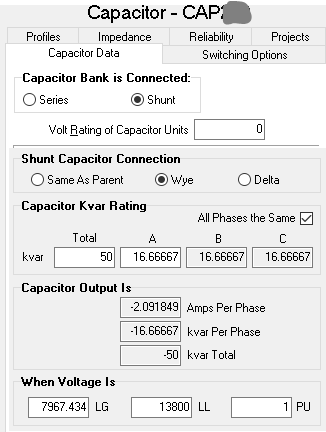 Capacitor - CAP
Profiles Impedance Reliability Projects
Capacitor Data Switching Options
Capacitor Bank is Connected:
Series Shunt
Volt Rating of Capacitor Units 0
Shunt Capacitor Connection
Same As Parent Wye Delta
Capacitor Kvar Rating
All Phases the Same
Total A B C
kvar 50 16.66667 16.66667 16.66667
Capacitor Output Is
-2.091849 Amps Per Phase
-16.66667 kvar Per Phase
-50 kvar Total
When Voltage Is
7967.434 LG 13800 LL 1 PU